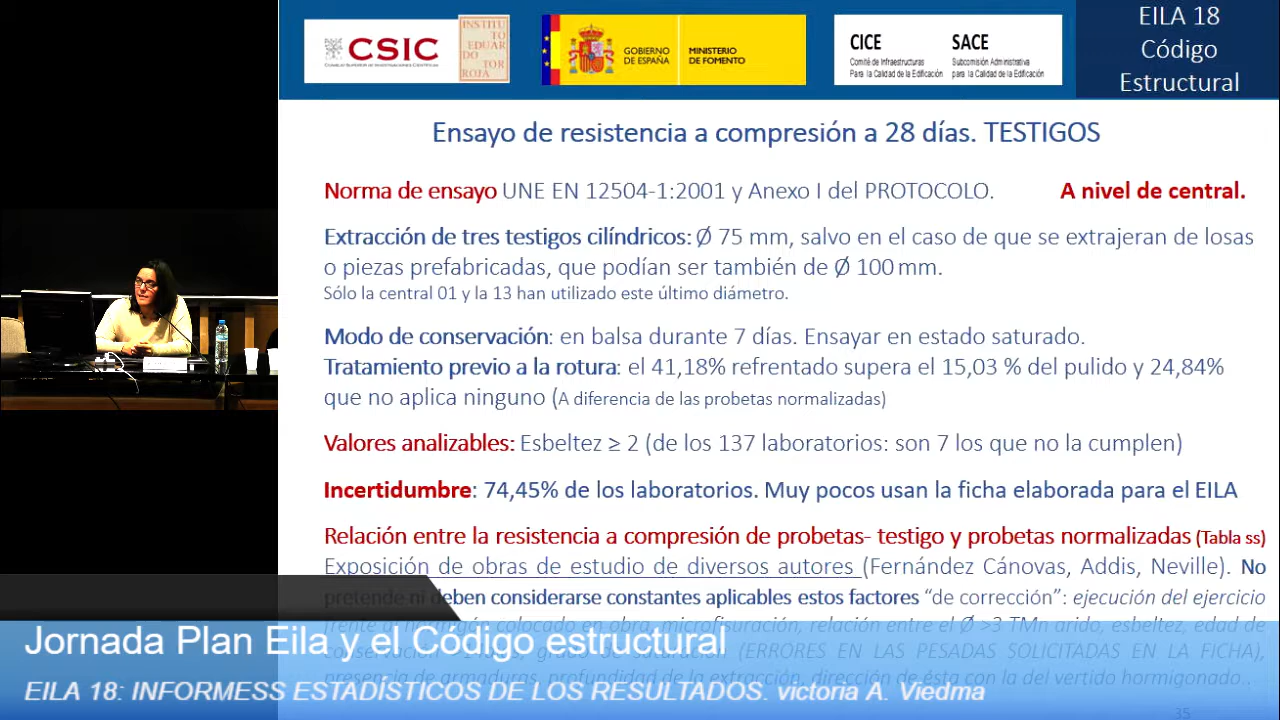 CSIC
CONSEJO SUPERIOR DE INVESTIGACIONES CIENTÍFICAS
INSTITUTO
EDUAR
DO TOR
ROJA
GOBIERNO
DE ESPAÑA
MINISTERIO
DE FOMENTO
CICE
Comité de Infraestructuras
Para la Calidad de la Edificación
SACE
Subcomisión Administrativa
para la Calidad de la Edificación
EILA 18
Código
Estructural
Ensayo de resistencia a compresión a 28 días. TESTIGOS
Norma de ensayo UNE EN 12504-1:2001 y Anexo I del PROTOCOLO. A nivel de central.
Extracción de tres testigos cilíndricos: Ø 75 mm, salvo en el caso de que se extrajeran de losas
o piezas prefabricadas, que podían ser también de Ø 100 mm.
Sólo la central 01 y la 13 han utilizado este último diámetro.
Modo de conservación: en balsa durante 7 días. Ensayar en estado saturado.
Tratamiento previo a la rotura: el 41,18% refrentado supera el 15,03 % del pulido y 24,84%
que no aplica ninguno (A diferencia de las probetas normalizadas)
Valores analizables: Esbeltez ≥ 2 (de los 137 laboratorios: son 7 los que no la cumplen)
Incertidumbre: 74,45% de los laboratorios. Muy pocos usan la ficha elaborada para el EILA
Relación entre la resistencia a compresión de probetas- testigo y probetas normalizadas (Tabla ss)
Exposición de obras de estudio de diversos autores (Fernández Cánovas, Addis, Neville). No
pretende ni deben considerarse constantes aplicables estos factores "de corrección": ejecución del ejercicio
frente al hormigón colocado en obra, microfisuración, relación entre el Ø >3 TMn arido, esbeltez, edad de
(ERRORES EN LAS PESADAS SOLICITADAS EN LA FICHA),
presencia de armaduras, profundidad de la extracción, dirección de ésta con la del vertido hormigonado..
35
Jornada Plan Eila y el Código estructural
EILA 18: INFORMESS ESTADÍSTICOS DE LOS RESULTADOS. victoria A. Viedma